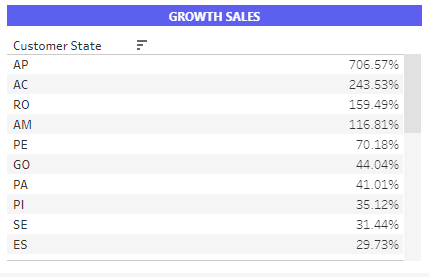 GROWTH SALES
Customer State
AP 706.57%
AC 243.53%
RO 159.49%
AM 116.81%
PE 70.18%
GO 44.04%
PA 41.01%
PI 35.12%
SE 31.44%
ES 29.73%